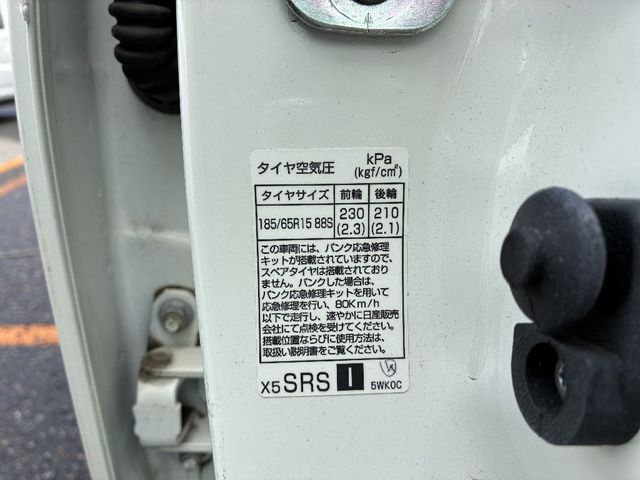 タイヤ空気圧 kPa (kgf/cm²)
タイヤサイズ 前輪 後輪
185/65R15 88S 230 (2.3) 210 (2.1)
この車両には、パンク応急修理
キットが搭載されていますので、
スペアタイヤは搭載されており
ません。パンクした場合は、
パンク応急修理キットを用いて
応急修理を行い、80km/h
以下で走行し、速やかに日産販売
会社にて点検を受けてください。
搭載位置ならびに使用方法は、
取扱い説明書をご覧ください。
X5 SRS I 5WK0C